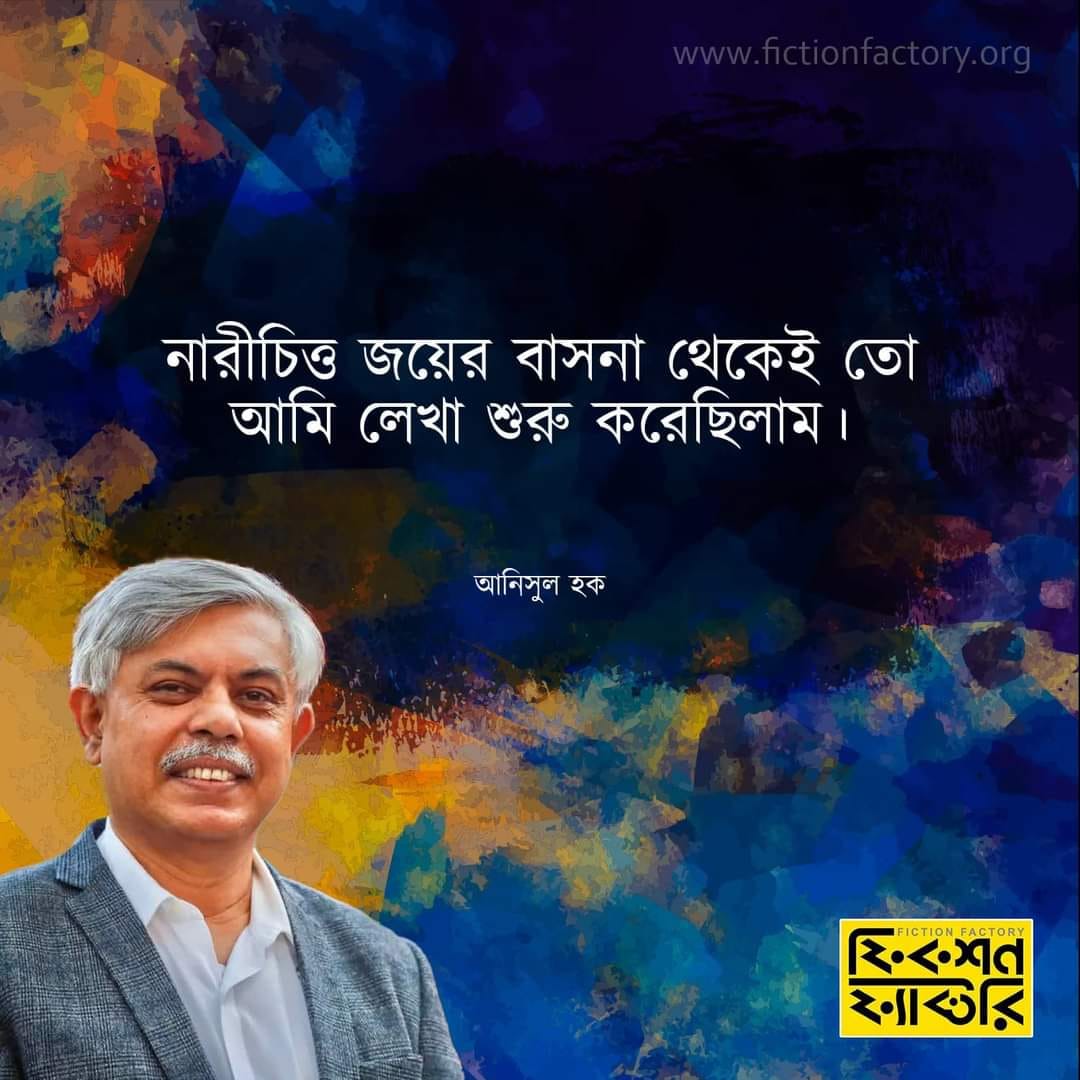 www.fictionfactory.org
নারীচিত্ত জয়ের বাসনা থেকেই তো
আমি লেখা শুরু করেছিলাম।
আনিসুল হক
FICTION FACTORY
ফিকশন
ফ্যাক্টরি